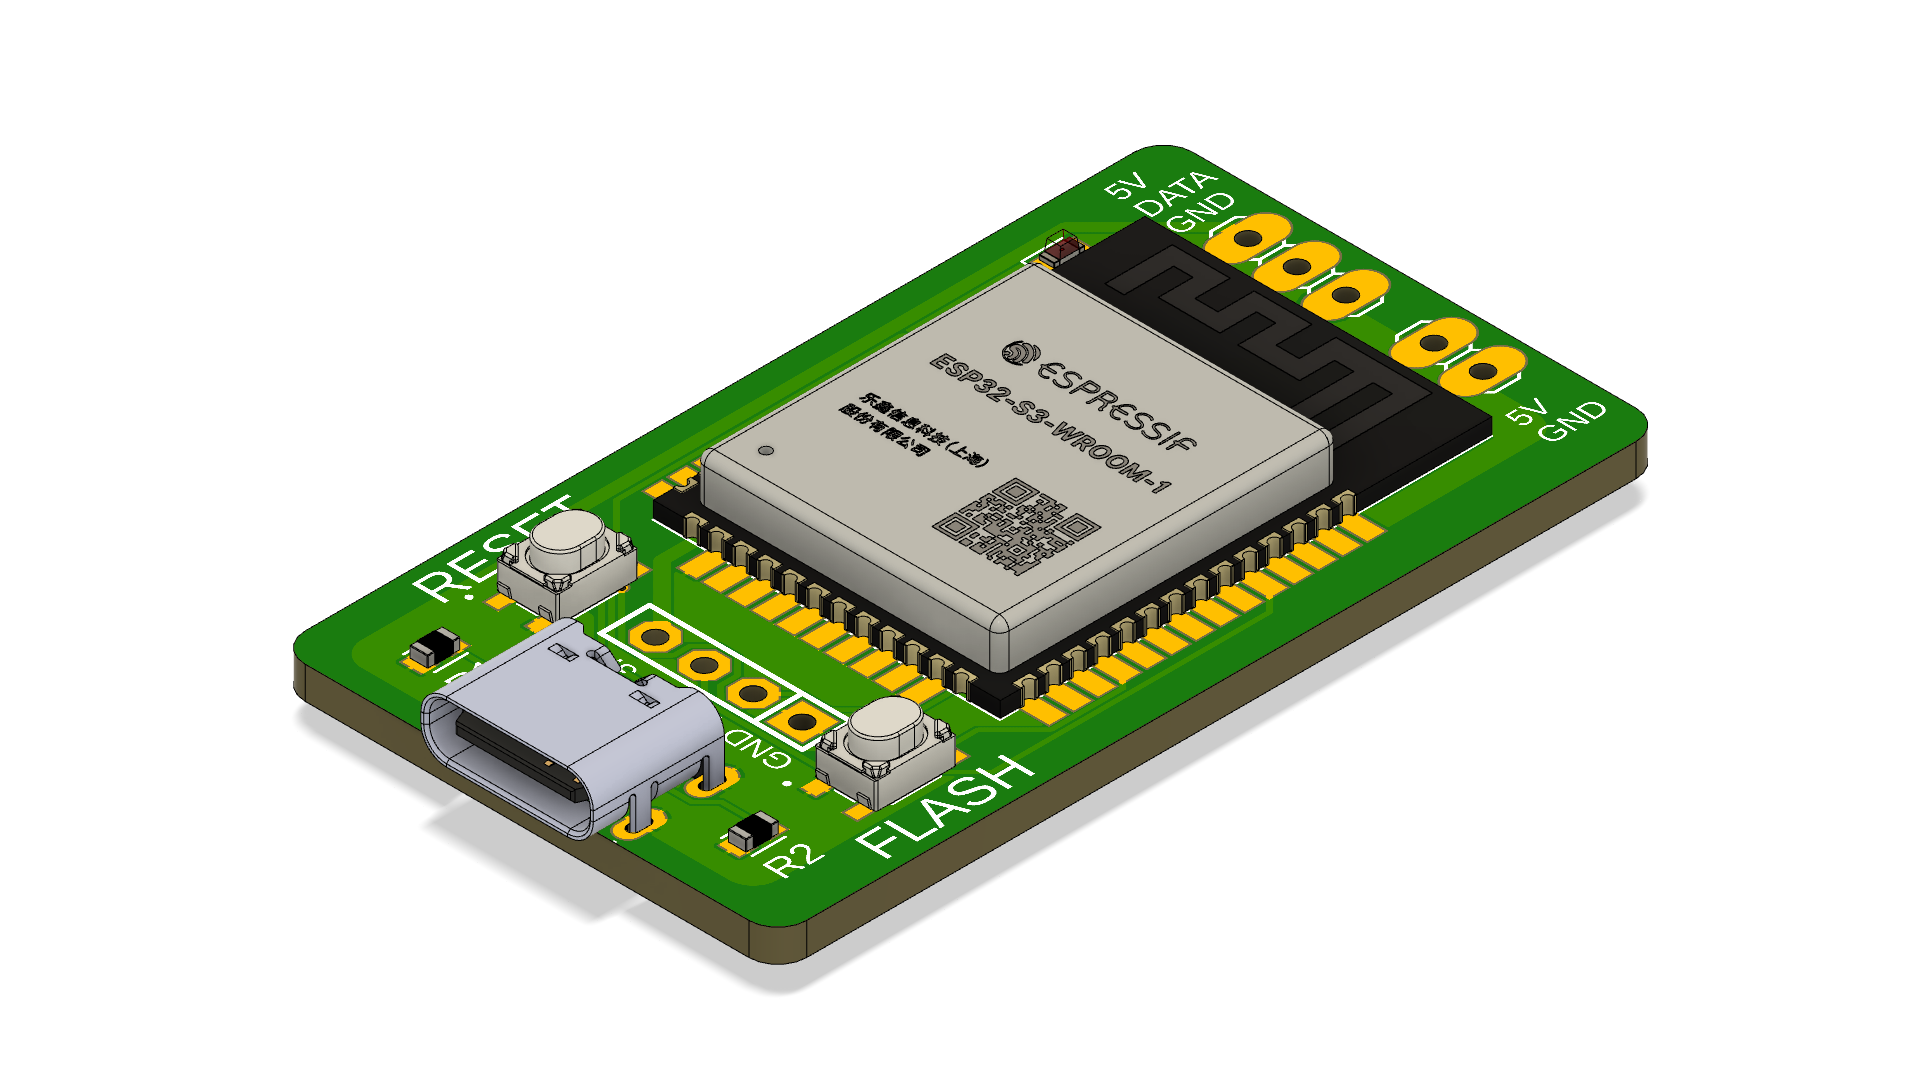 5V
DATA
GND
ESPRESSIF
ESP32-S3-WROOM-1
乐鑫信息科技(上海)
股份有限公司
5V
GND
RESET
GND
FLASH
R2